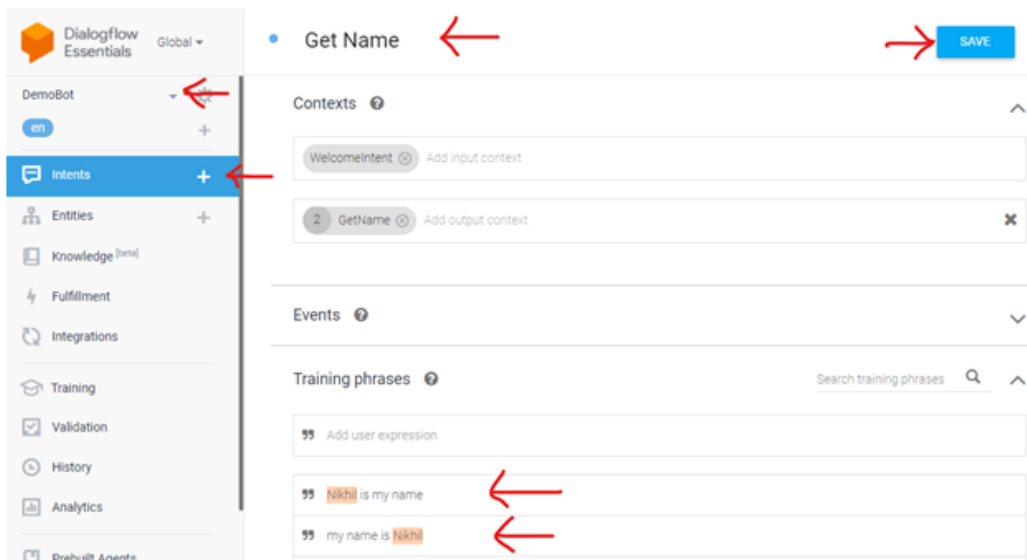 Dialogflow
Essentials
Global
Get Name
SAVE
DemoBot
en
Contexts
WelcomeIntent Add input context
Intents
2 GetName Add output context
Entities
Knowledge [beta]
Fulfillment
Events
Integrations
Training phrases
Search training phrases
Training
Add user expression
Validation
History
Nikhil is my name
Analytics
my name is Nikhil
Prebuilt Agents